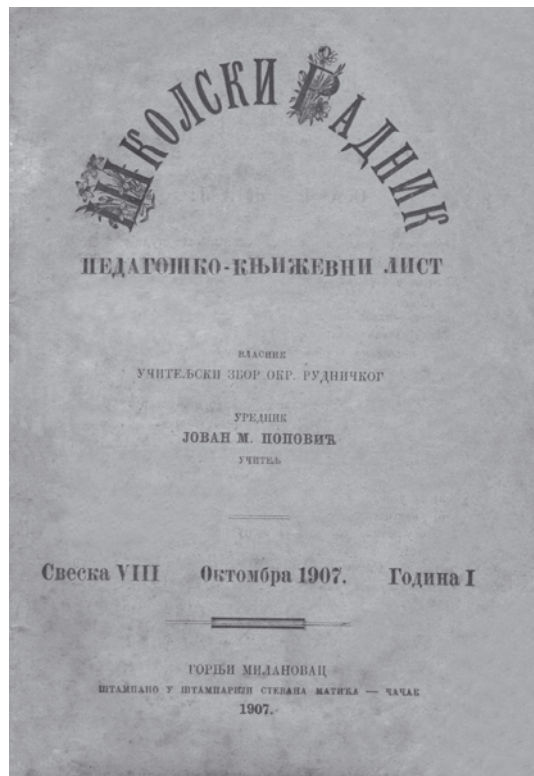 ШКОЛСКИ РАДНИК
ПЕДАГОШКО-КЊИЖЕВНИ ЛИСТ
ВЛАСНИК
УЧИТЕЉСКИ ЗБОР ОКР. РУДНИЧКОГ
УРЕДНИК
ЈОВАН М. ПОПОВИЋ
УЧИТЕЉ
Свеска VIII Октомбра 1907. Година I
ГОРЊИ МИЛАНОВАЦ
ШТАМПАНО У ШТАМПАРИЈИ СТЕВАНА МАТИЋА — ЧАЧАК
1907.